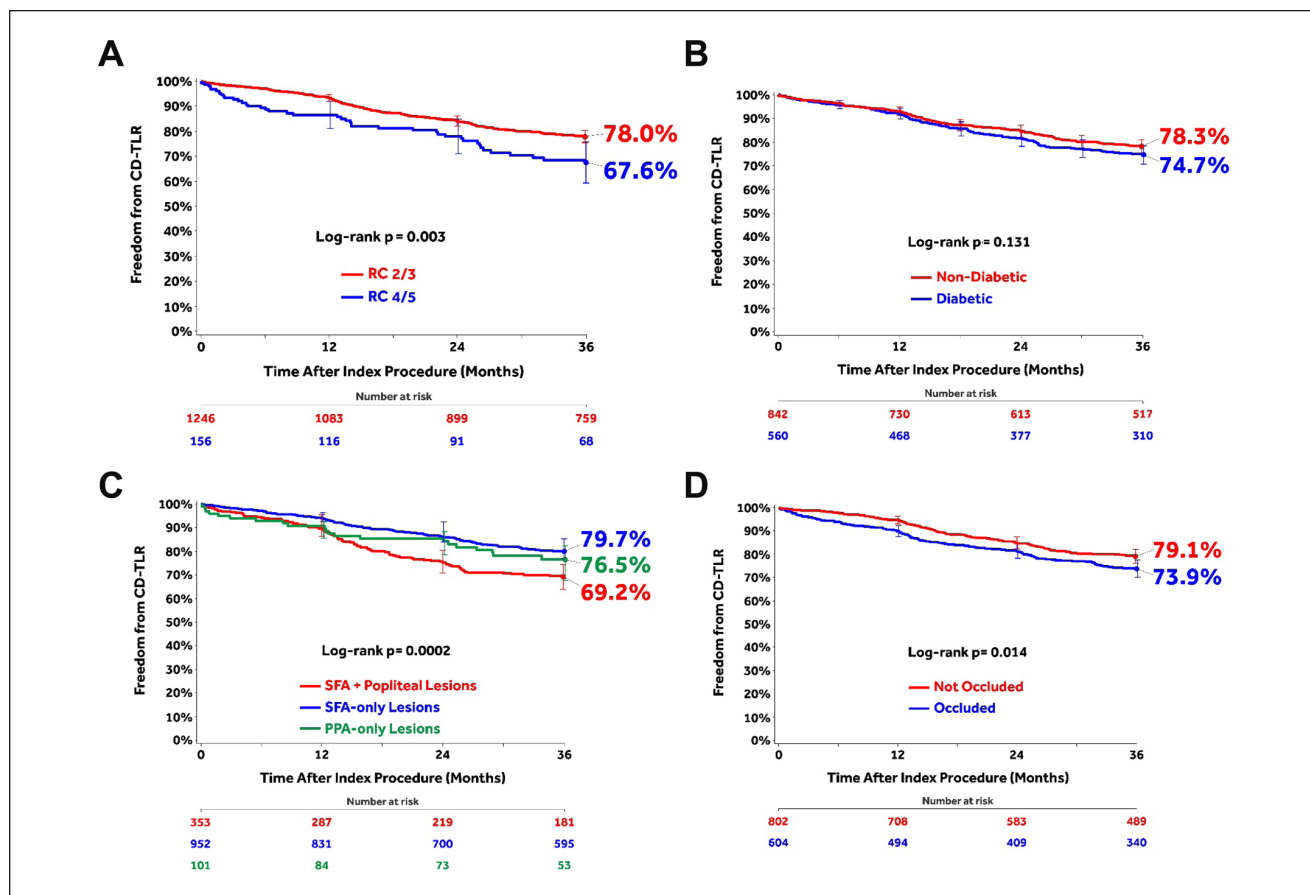 A
Freedom from CD-TLR
100%
90%
80%
70%
60%
50%
40%
30%
20%
10%
0%
78.0%
67.6%
Log-rank p = 0.003
RC 2/3
RC 4/5
0 12 24 36
Time After Index Procedure (Months)
Number at risk
1246 1083 899 759
156 116 91 68
B
Freedom from CD-TLR
100%
90%
80%
70%
60%
50%
40%
30%
20%
10%
0%
78.3%
74.7%
Log-rank p = 0.131
Non-Diabetic
Diabetic
0 12 24 36
Time After Index Procedure (Months)
Number at risk
842 730 613 517
560 468 377 310
C
Freedom from CD-TLR
100%
90%
80%
70%
60%
50%
40%
30%
20%
10%
0%
79.7%
76.5%
69.2%
Log-rank p= 0.0002
SFA + Popliteal Lesions
SFA-only Lesions
PPA-only Lesions
0 12 24 36
Time After Index Procedure (Months)
Number at risk
353 287 219 181
952 831 700 595
101 84 73 53
D
Freedom from CD-TLR
100%
90%
80%
70%
60%
50%
40%
30%
20%
10%
0%
79.1%
73.9%
Log-rank p= 0.014
Not Occluded
Occluded
0 12 24 36
Time After Index Procedure (Months)
Number at risk
802 708 583 489
604 494 409 340